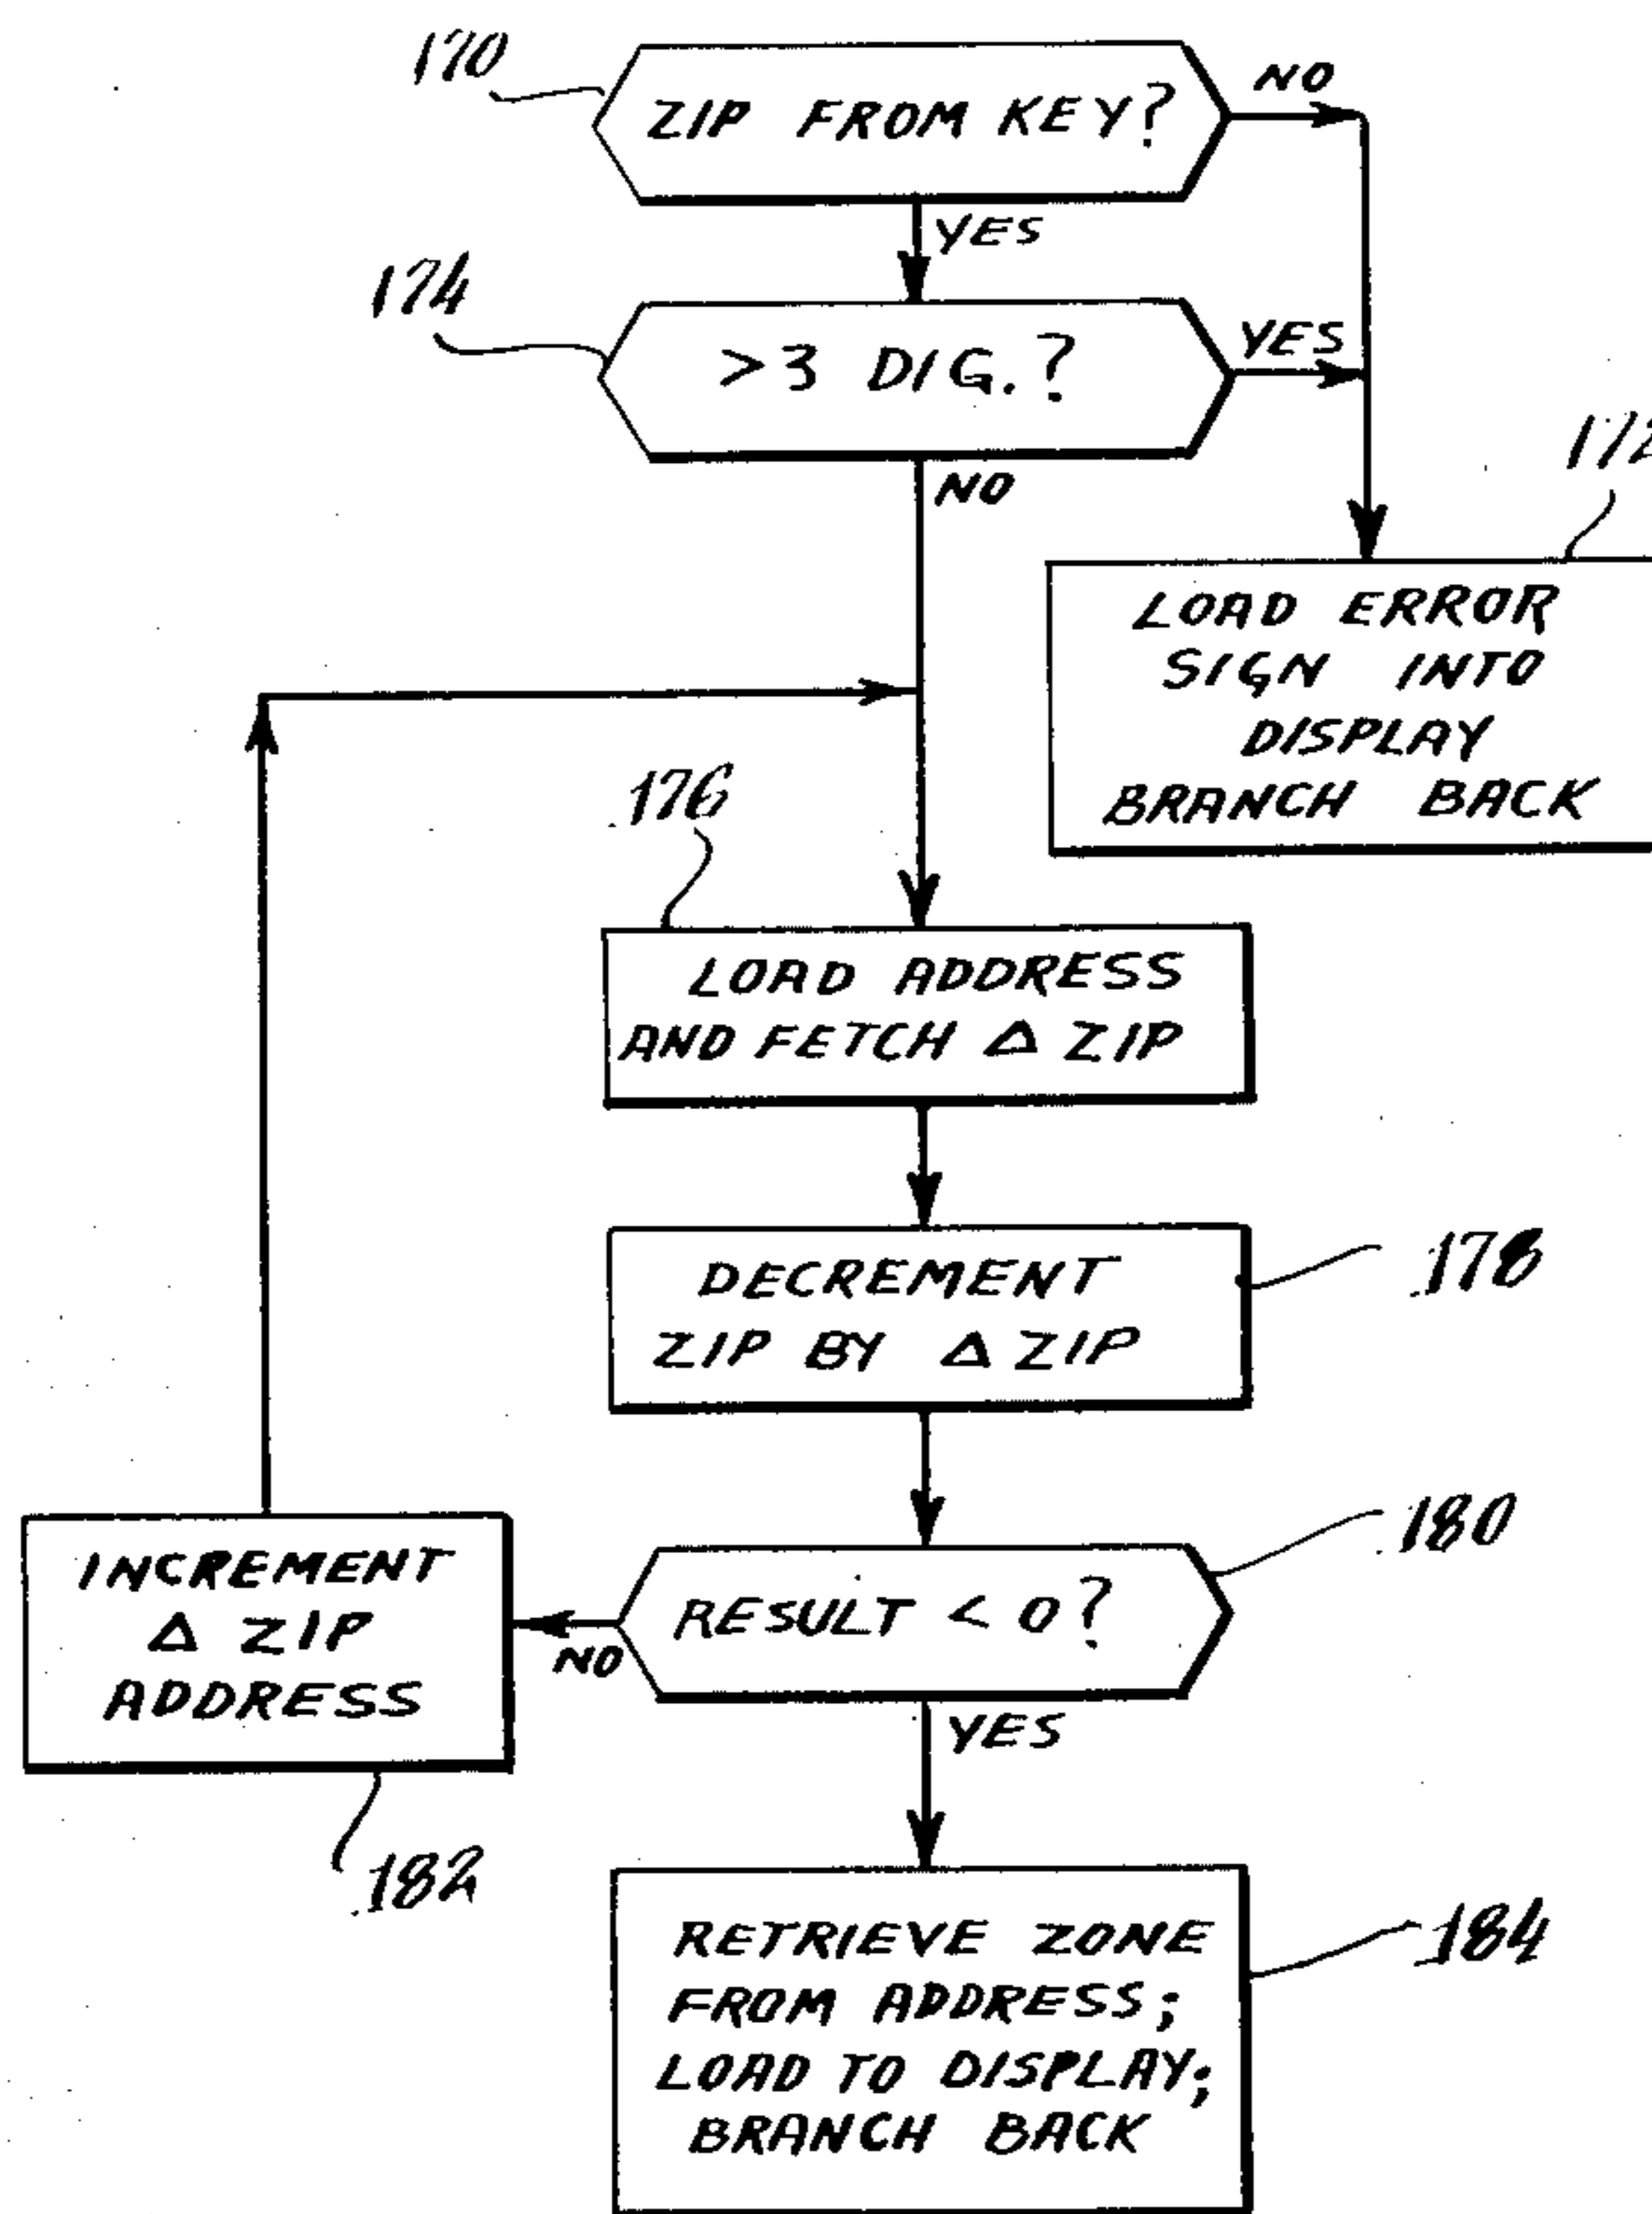 170
ZIP FROM KEY?
NO
YES
174
>3 DIG.?
YES
NO
172
LOAD ERROR
SIGN INTO
DISPLAY
BRANCH BACK
176
LOAD ADDRESS
AND FETCH Δ ZIP
DECREMENT
ZIP BY Δ ZIP
178
180
RESULT < 0?
NO
YES
INCREMENT
Δ ZIP
ADDRESS
182
184
RETRIEVE ZONE
FROM ADDRESS;
LOAD TO DISPLAY;
BRANCH BACK